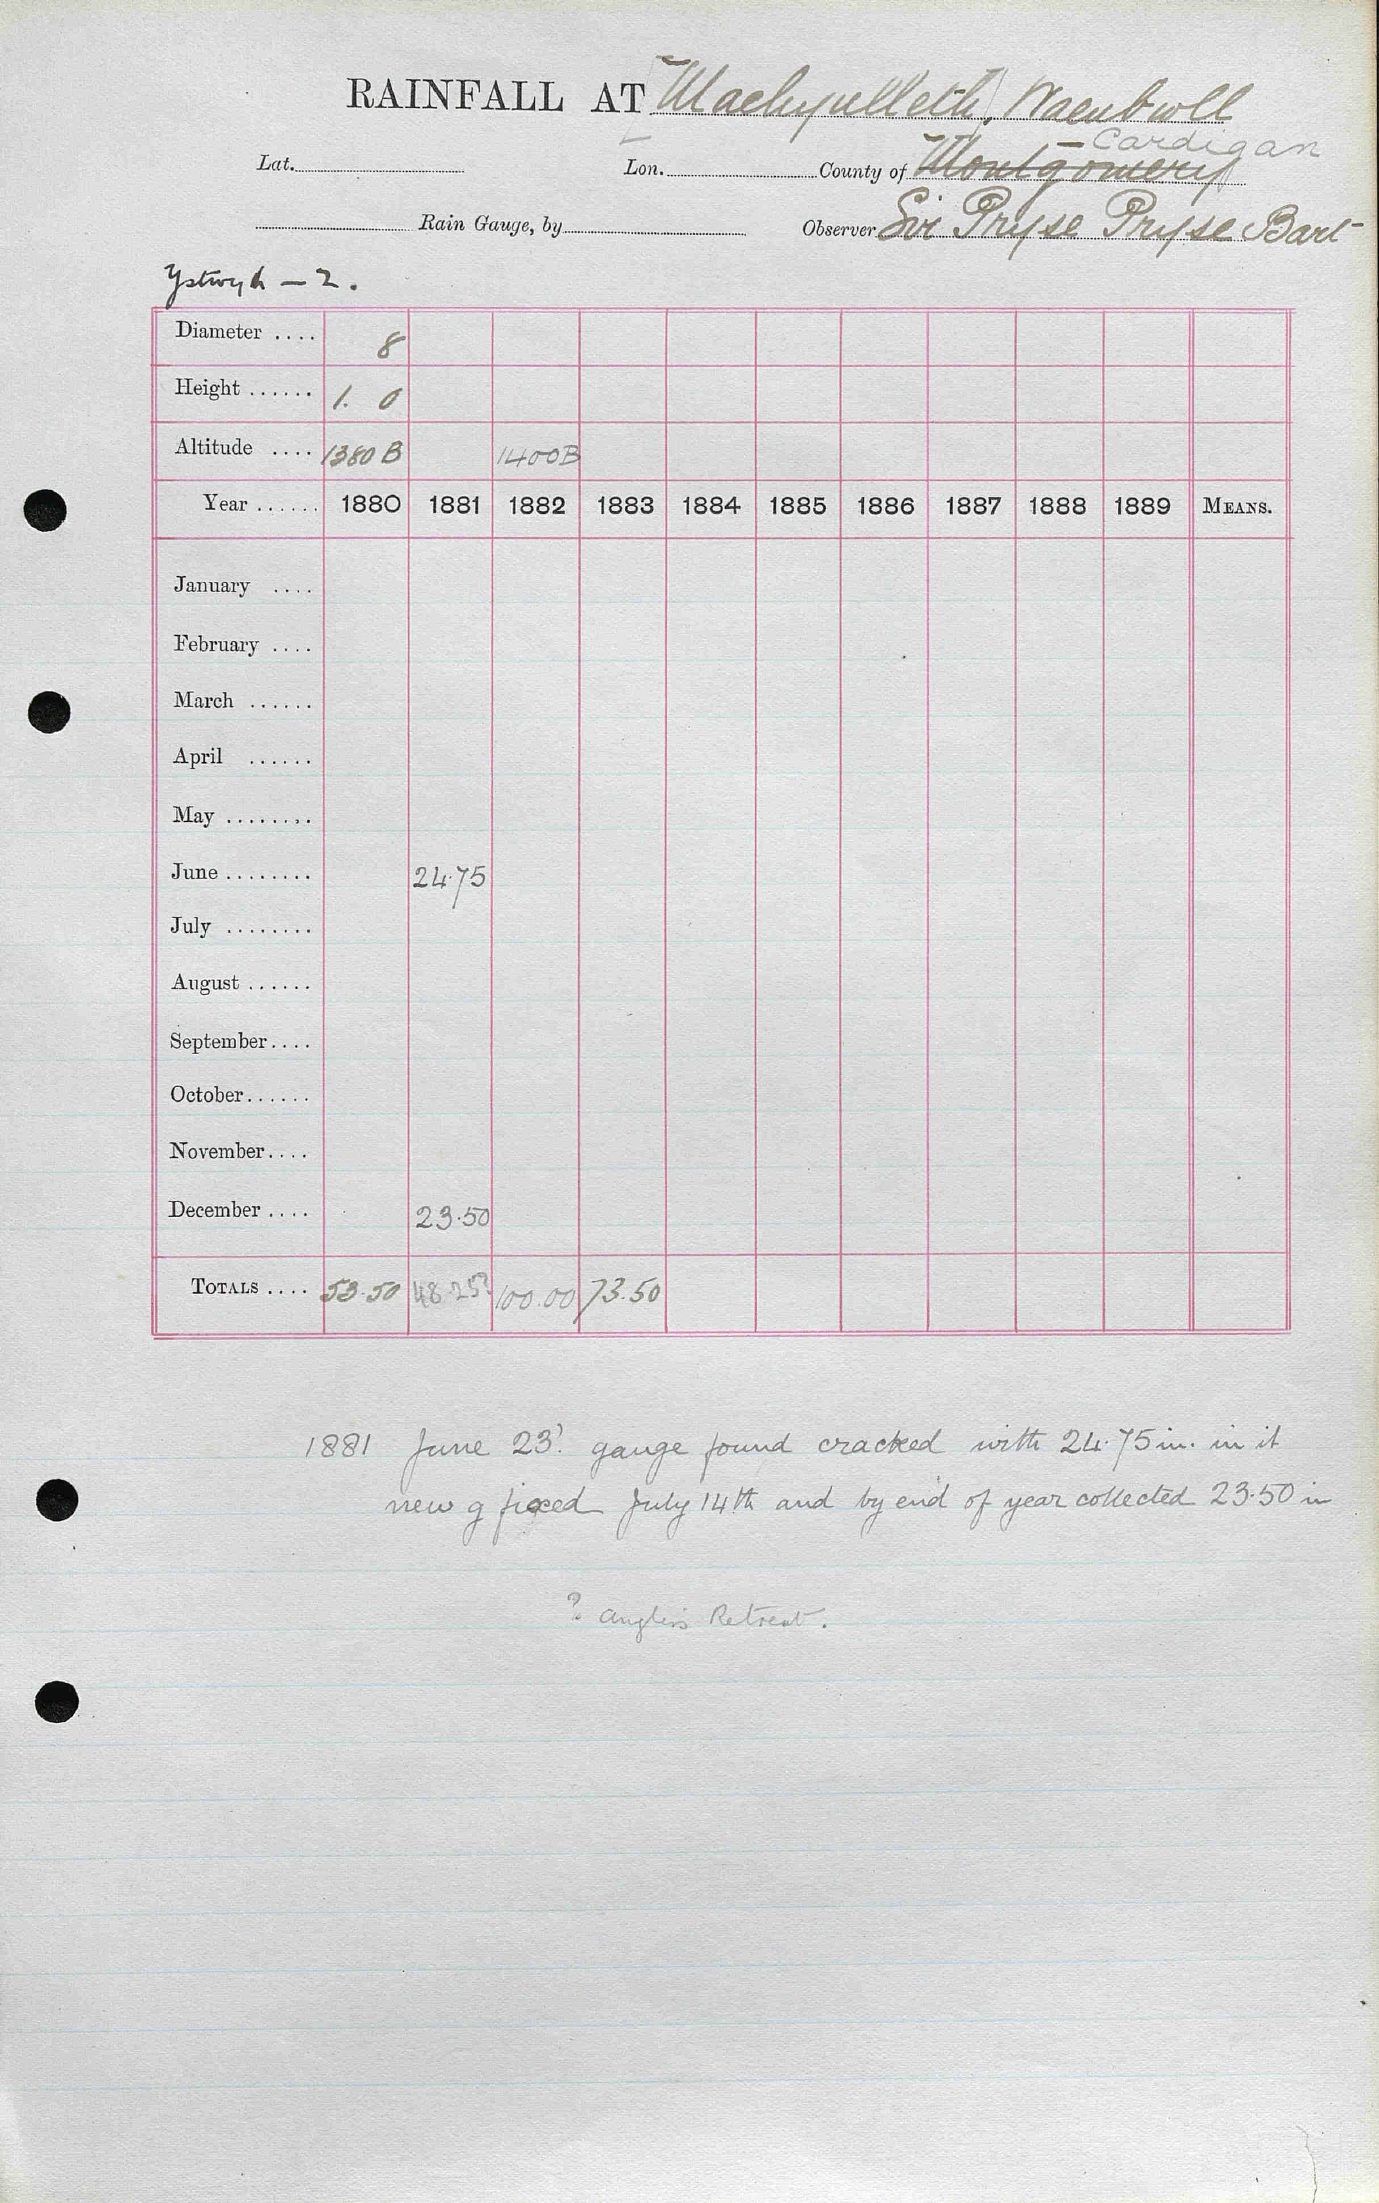 RAINFALL AT [Machynlleth] Waenbwll
Cardigan
Lat. Lon. County of Montgomery
Rain Gauge, by Observer Sir Pryse Pryse Bart
Ystwyth — 2.
Diameter .... 8
Height ...... 1. 0
Altitude .... 1380 B 1400 B
Year ...... 1880 1881 1882 1883 1884 1885 1886 1887 1888 1889 MEANS.
January ....
February ....
March ......
April ......
May ........
June ........ 24.75
July ........
August ......
September ....
October ......
November ....
December .... 23.50
TOTALS .... 53.50 48.25? 100.00 73.50
1881 June 23? gauge found cracked with 24.75 in. in it
new g fixed July 14th and by end of year collected 23.50 in
? Anglers Retreat.